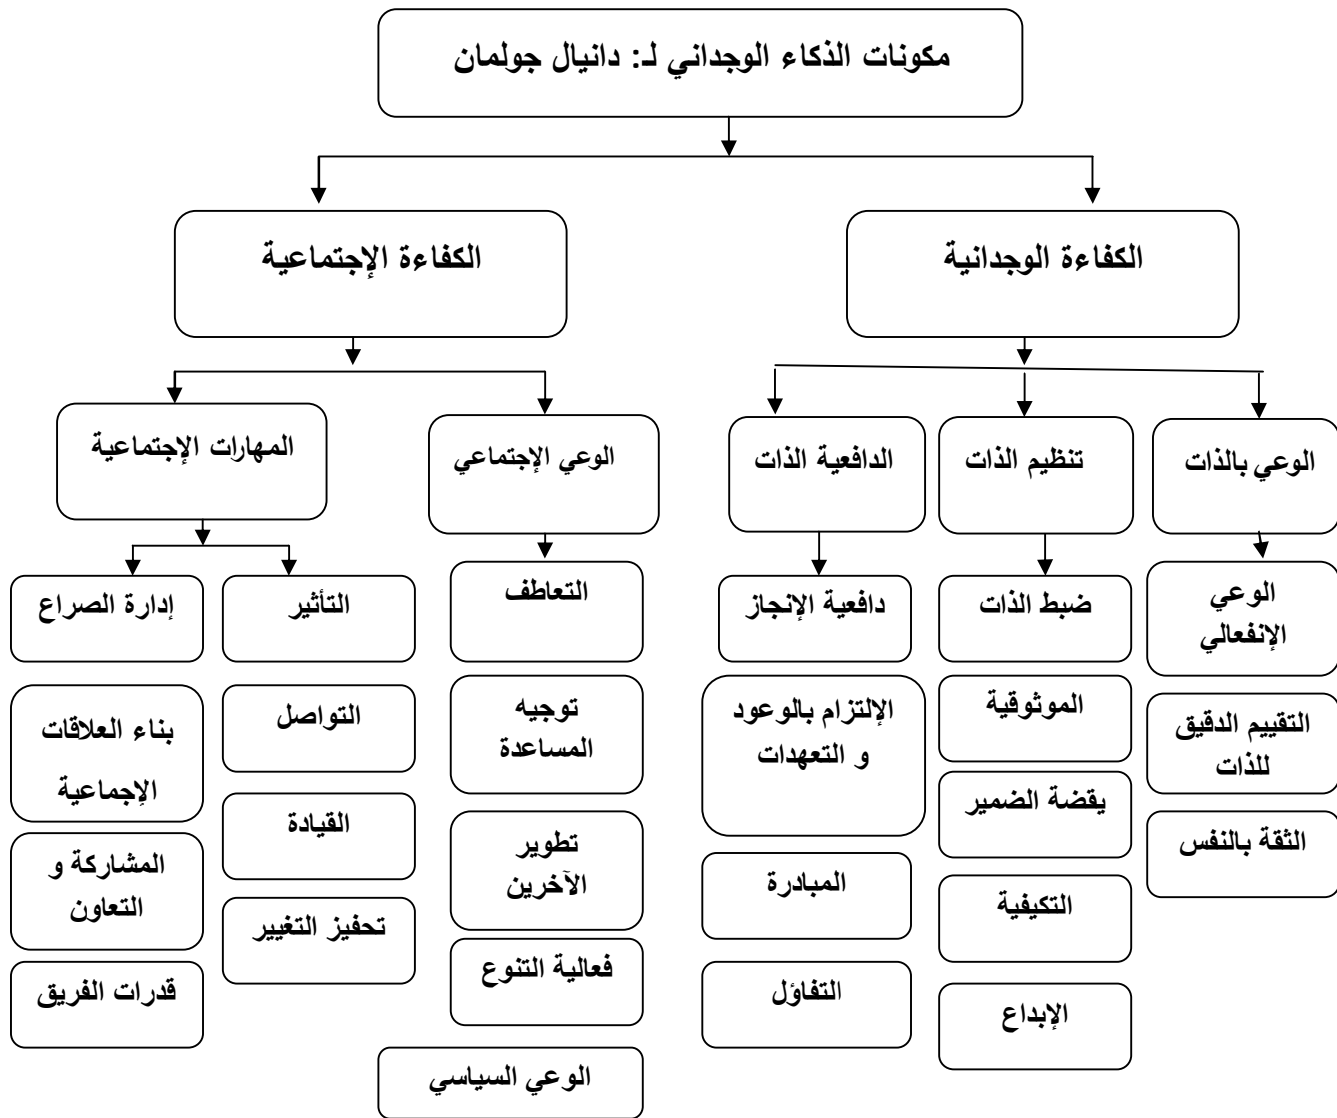 مكونات الذكاء الوجداني لـ: دانيال جولمان
الكفاءة الوجدانية
الكفاءة الإجتماعية
الوعي بالذات
تنظيم الذات
الدافعية الذات
الوعي الإجتماعي
المهارات الإجتماعية
الوعي
الإنفعالي
التقييم الدقيق
للذات
الثقة بالنفس
ضبط الذات
الموثوقية
يقضة الضمير
التكيفية
الإبداع
دافعية الإنجاز
الإلتزام بالوعود
و التعهدات
المبادرة
التفاؤل
التعاطف
توجيه
المساعدة
تطوير
الآخرين
فعالية التنوع
الوعي السياسي
التأثير
التواصل
القيادة
تحفيز التغيير
إدارة الصراع
بناء العلاقات
الإجماعية
المشاركة و
التعاون
قدرات الفريق